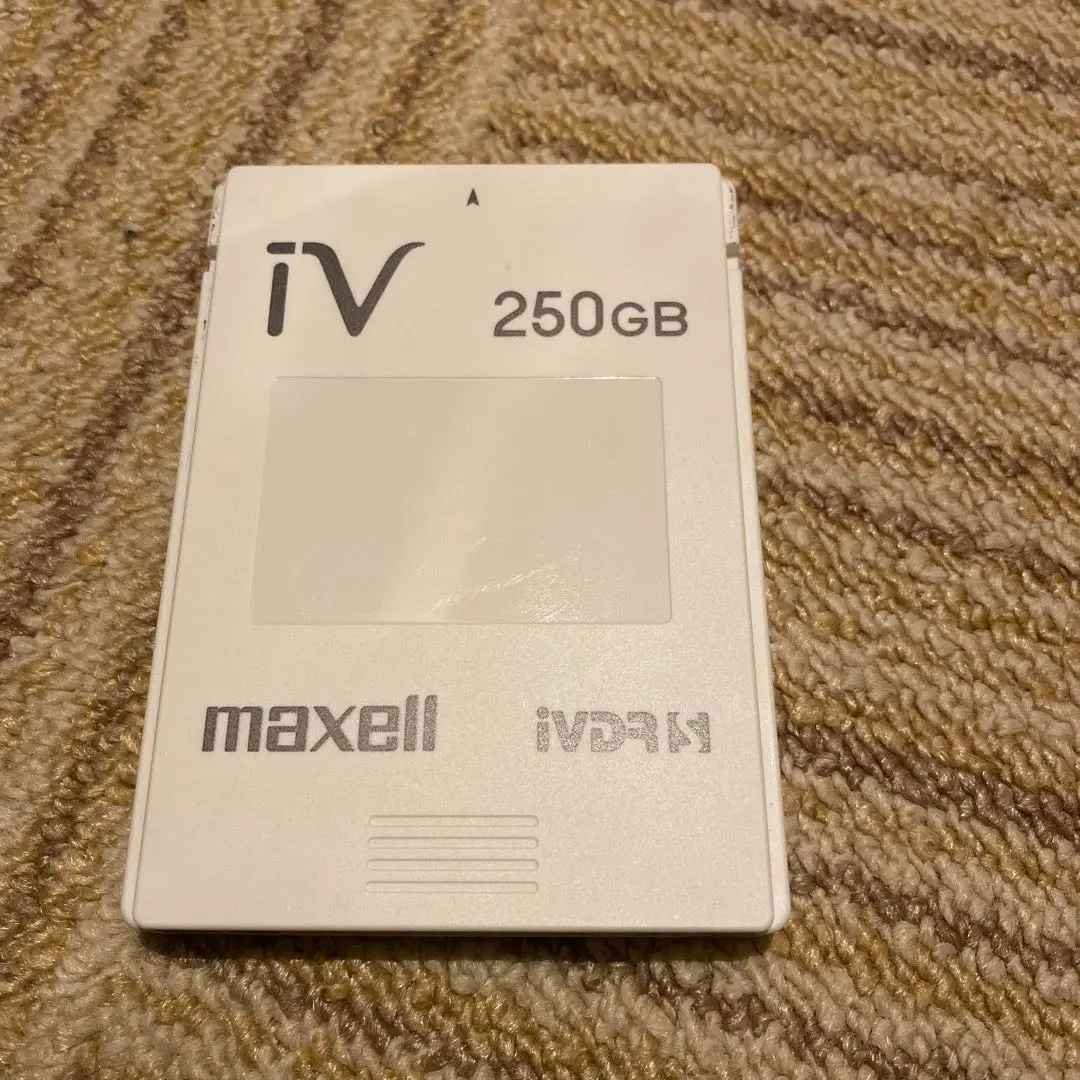 iV
250GB
maxell
iVDR S